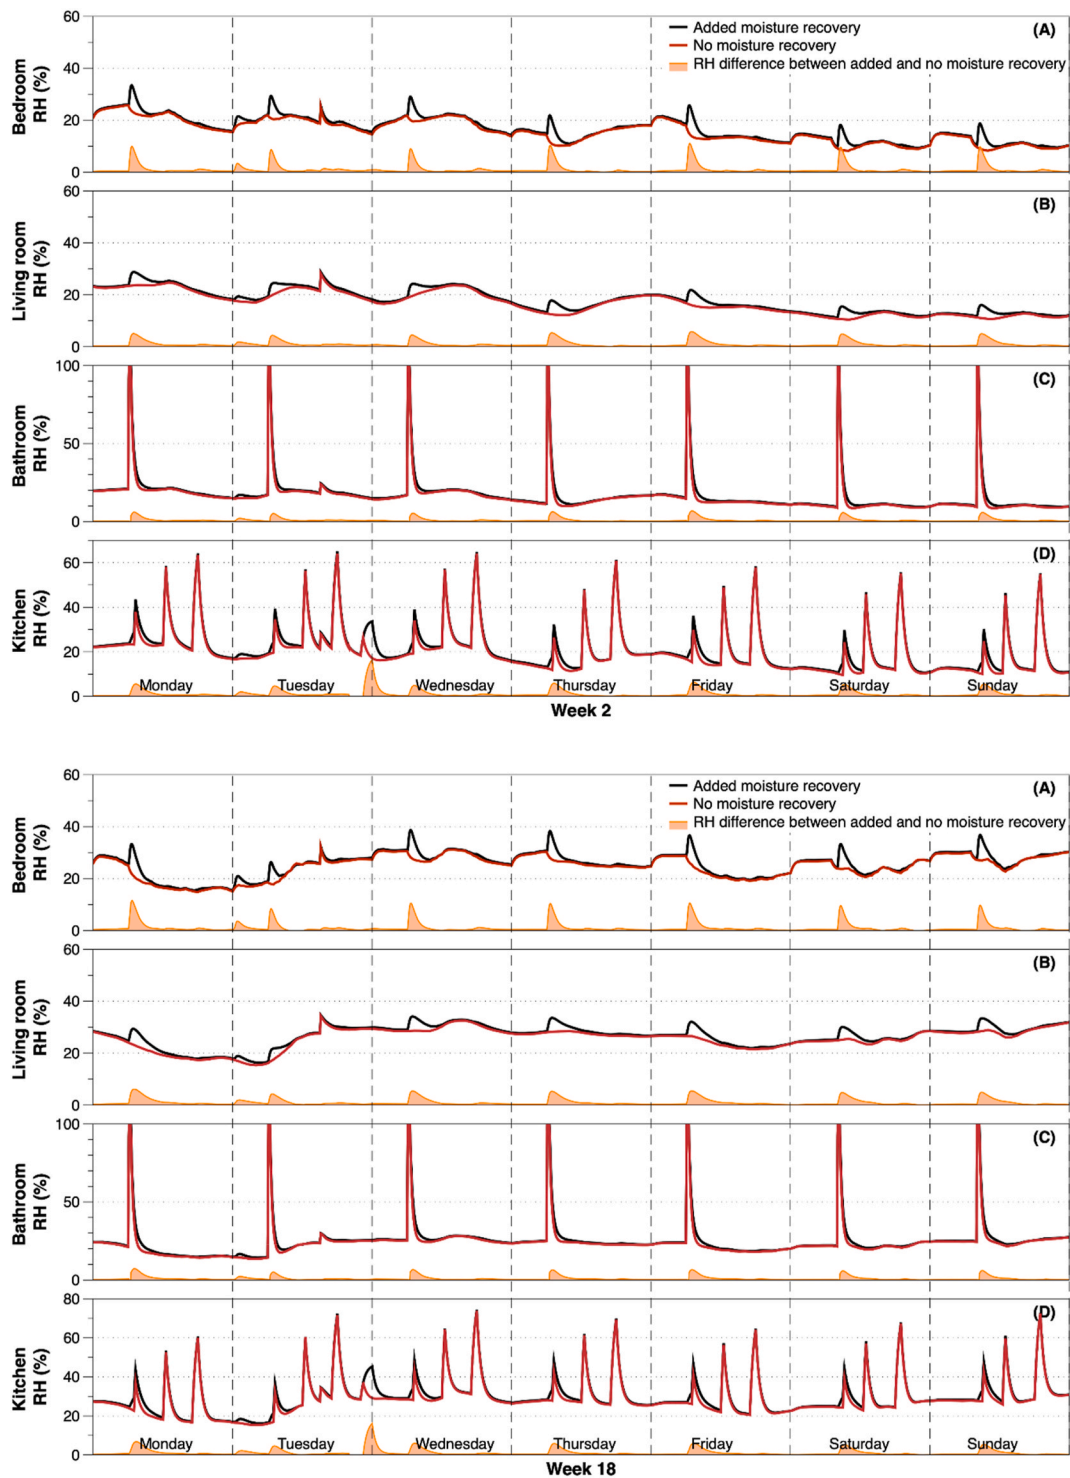 Bedroom
RH (%)
60
40
20
0
Added moisture recovery
No moisture recovery
RH difference between added and no moisture recovery
(A)
Living room
RH (%)
60
40
20
0
(B)
Bathroom
RH (%)
100
50
0
(C)
Kitchen
RH (%)
60
40
20
0
(D)
Monday Tuesday Wednesday Thursday Friday Saturday Sunday
Week 2
Bedroom
RH (%)
60
40
20
0
Added moisture recovery
No moisture recovery
RH difference between added and no moisture recovery
(A)
Living room
RH (%)
60
40
20
0
(B)
Bathroom
RH (%)
100
50
0
(C)
Kitchen
RH (%)
80
60
40
20
0
(D)
Monday Tuesday Wednesday Thursday Friday Saturday Sunday
Week 18